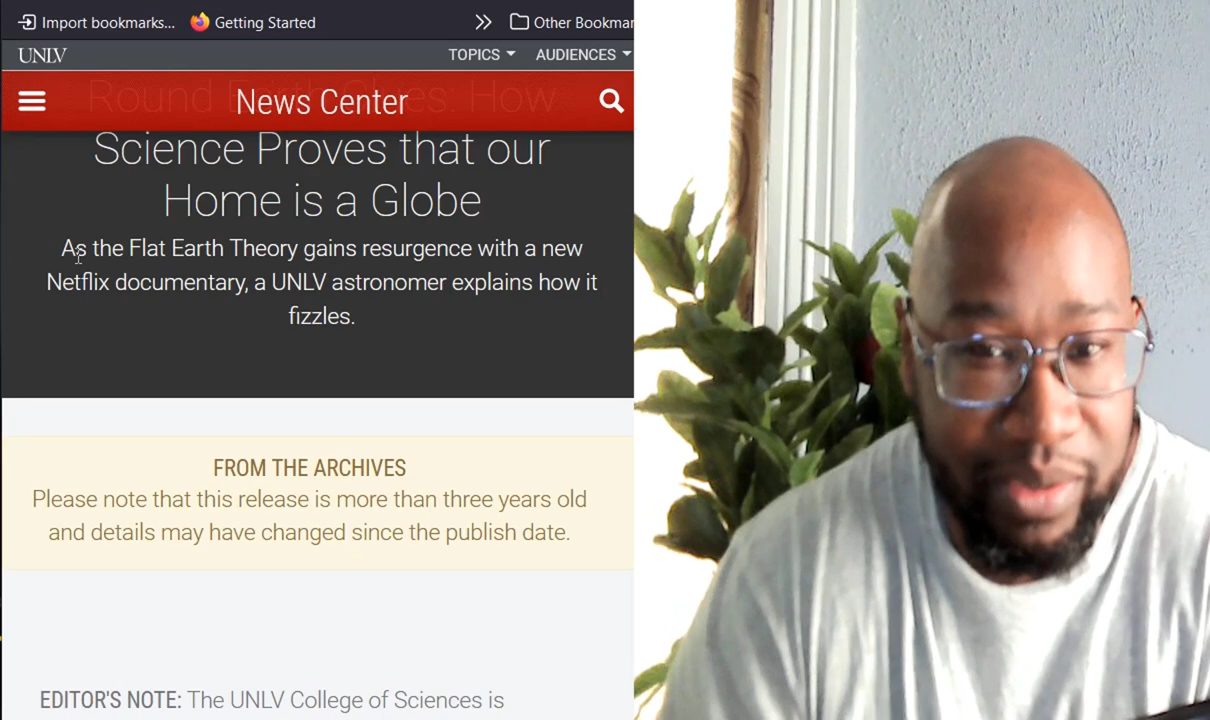 Import bookmarks... Getting Started Other Bookmar
UNLV TOPICS AUDIENCES
News Center
Round How
Science Proves that our
Home is a Globe
As the Flat Earth Theory gains resurgence with a new
Netflix documentary, a UNLV astronomer explains how it
fizzles.
FROM THE ARCHIVES
Please note that this release is more than three years old
and details may have changed since the publish date.
EDITOR'S NOTE: The UNLV College of Sciences is